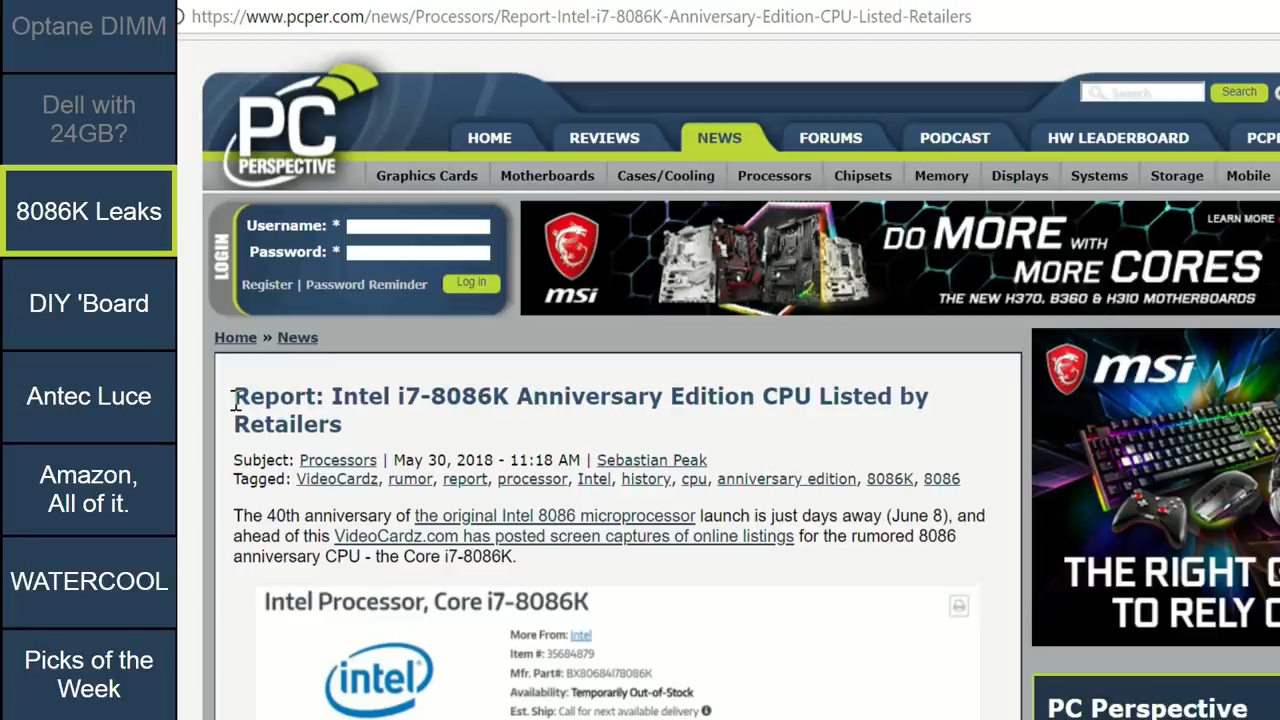 Optane DIMM
Dell with
24GB?
8086K Leaks
DIY 'Board
Antec Luce
Amazon,
All of it.
WATERCOOL
Picks of the
Week
https://www.pcper.com/news/Processors/Report-Intel-i7-8086K-Anniversary-Edition-CPU-Listed-Retailers
PC
PERSPECTIVE
Search
Search
HOME REVIEWS NEWS FORUMS PODCAST HW LEADERBOARD PCP
Graphics Cards Motherboards Cases/Cooling Processors Chipsets Memory Displays Systems Storage Mobile
LOGIN
Username: *
Password: *
Register | Password Reminder
Log in
msi
DO MORE WITH
MORE CORES
THE NEW H370, B360 & H310 MOTHERBOARDS
LEARN MORE
Home » News
Report: Intel i7-8086K Anniversary Edition CPU Listed by
Retailers
Subject: Processors | May 30, 2018 - 11:18 AM | Sebastian Peak
Tagged: VideoCardz, rumor, report, processor, Intel, history, cpu, anniversary edition, 8086K, 8086
The 40th anniversary of the original Intel 8086 microprocessor launch is just days away (June 8), and
ahead of this VideoCardz.com has posted screen captures of online listings for the rumored 8086
anniversary CPU - the Core i7-8086K.
Intel Processor, Core i7-8086K
intel
More From: Intel
Item #: 35684879
Mfr. Part#: BX80684I78086K
Availability: Temporarily Out-of-Stock
Est. Ship: Call for next available delivery
msi
THE RIGHT
TO RELY
PC Perspective